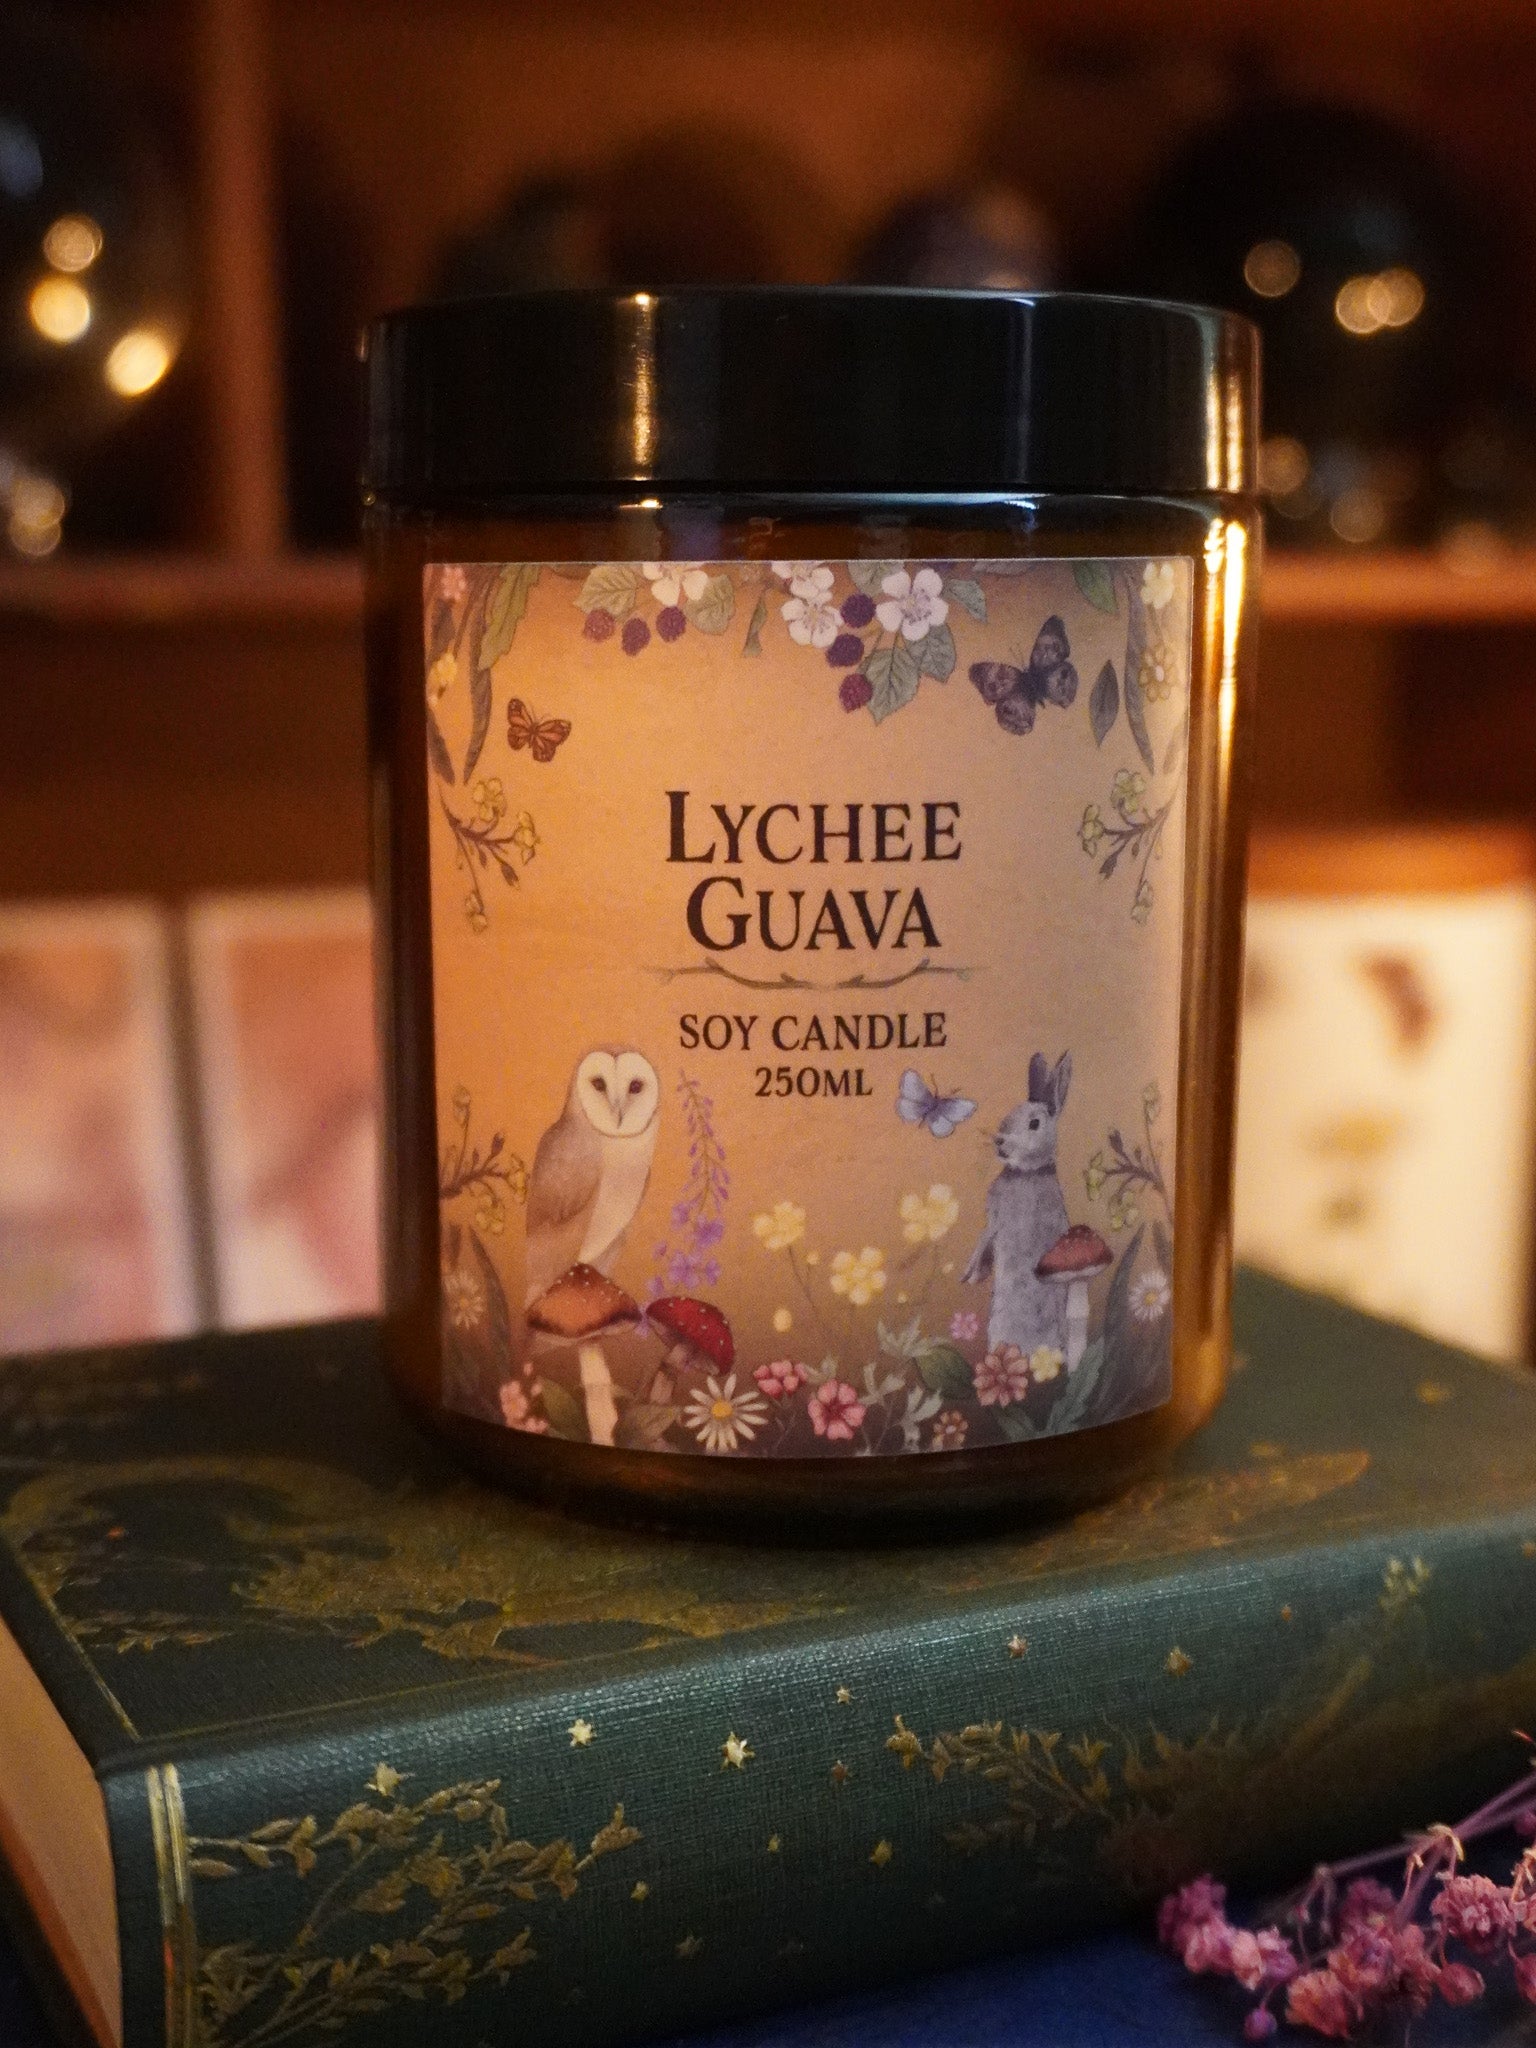 LYCHEE
GUAVA
SOY CANDLE
250ML